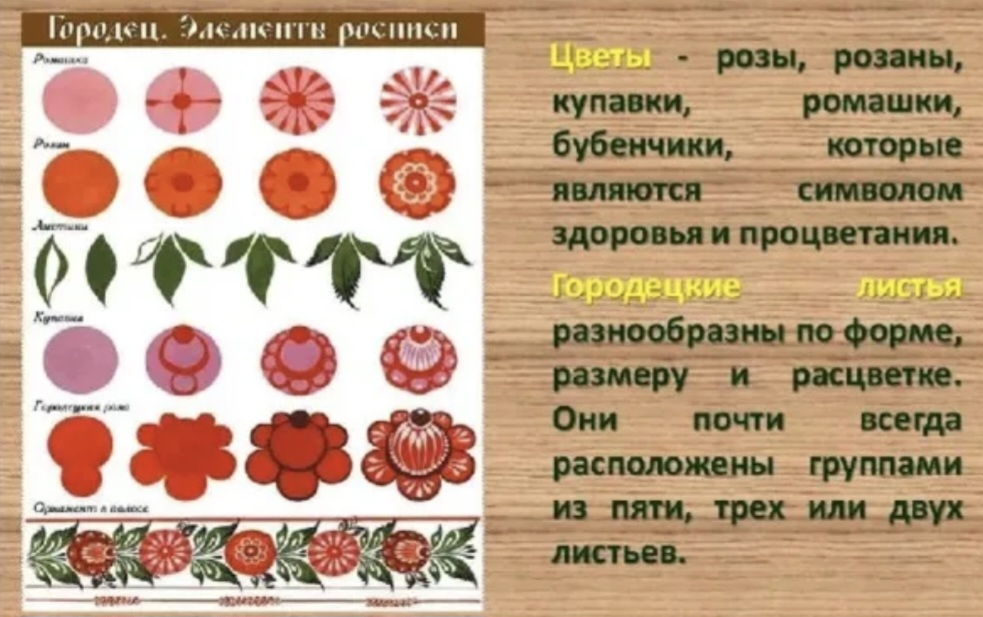 Городец. Элементы росписи
Ромашка
Розан
Листики
Купавка
Городецкая роза
Орнамент в полосе
Цветы - розы, розаны,
купавки, ромашки,
бубенчики, которые
являются символом
здоровья и процветания.
Городецкие листья
разнообразны по форме,
размеру и расцветке.
Они почти всегда
расположены группами
из пяти, трех или двух
листьев.